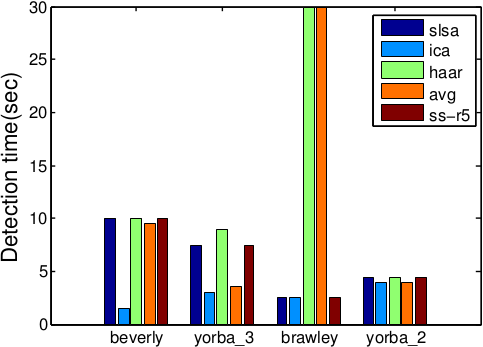 30
25
20
15
10
5
0
Detection time(sec)
slsa
ica
haar
avg
ss-r5
beverly yorba_3 brawley yorba_2